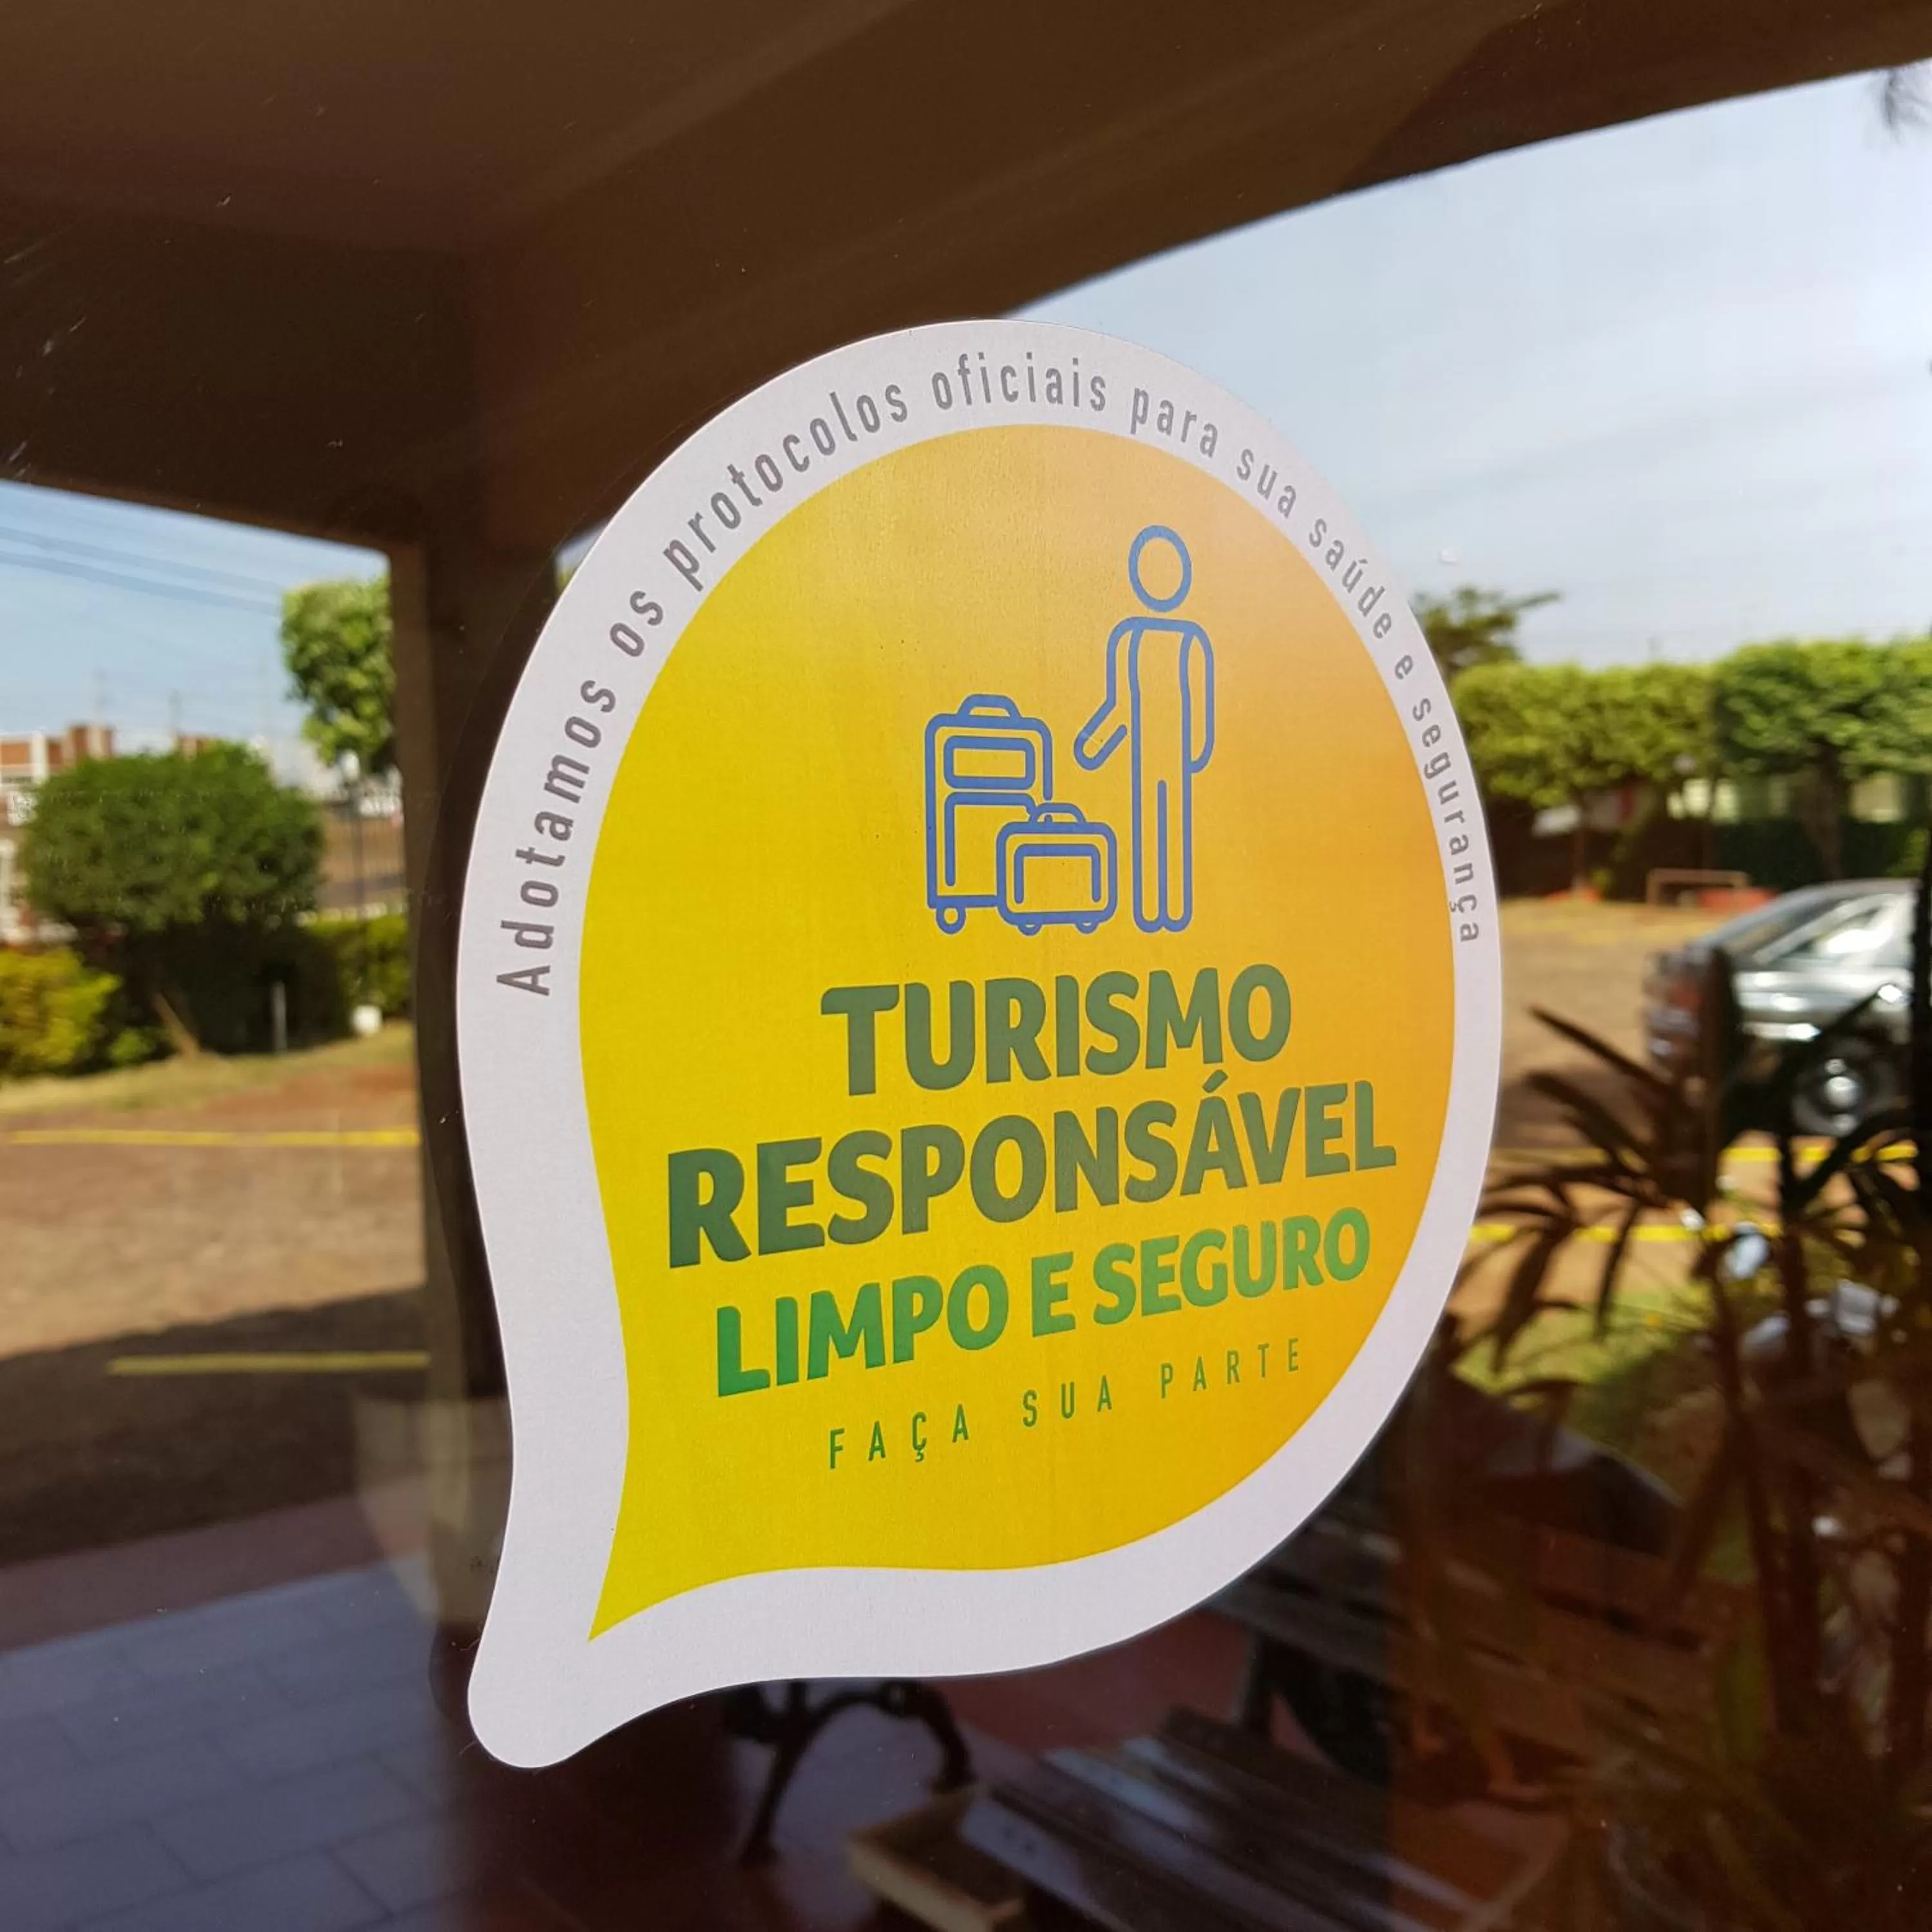 Adotamos os protocolos oficiais para sua saúde e segurança
TURISMO
RESPONSÁVEL
LIMPO E SEGURO
FAÇA SUA PARTE